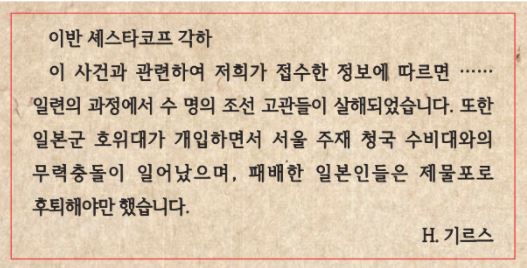 이반 셰스타코프 각하
이 사건과 관련하여 저희가 접수한 정보에 따르면 ……
일련의 과정에서 수 명의 조선 고관들이 살해되었습니다. 또한
일본군 호위대가 개입하면서 서울 주재 청국 수비대와의
무력충돌이 일어났으며, 패배한 일본인들은 제물포로
후퇴해야만 했습니다.
H. 기르스